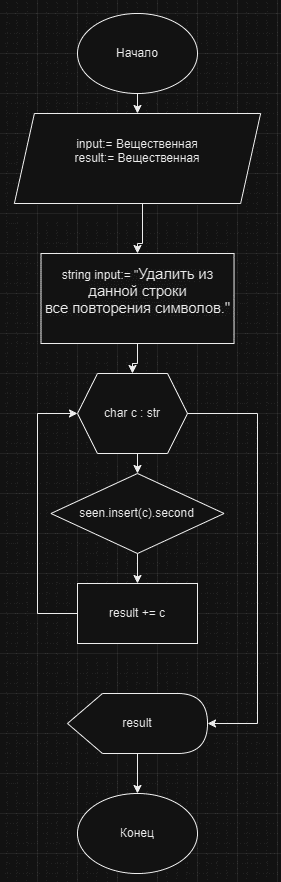 Начало
input:= Вещественная
result:= Вещественная
string input:= "Удалить из
данной строки
все повторения символов."
char c : str
seen.insert(c).second
result += c
result
Конец